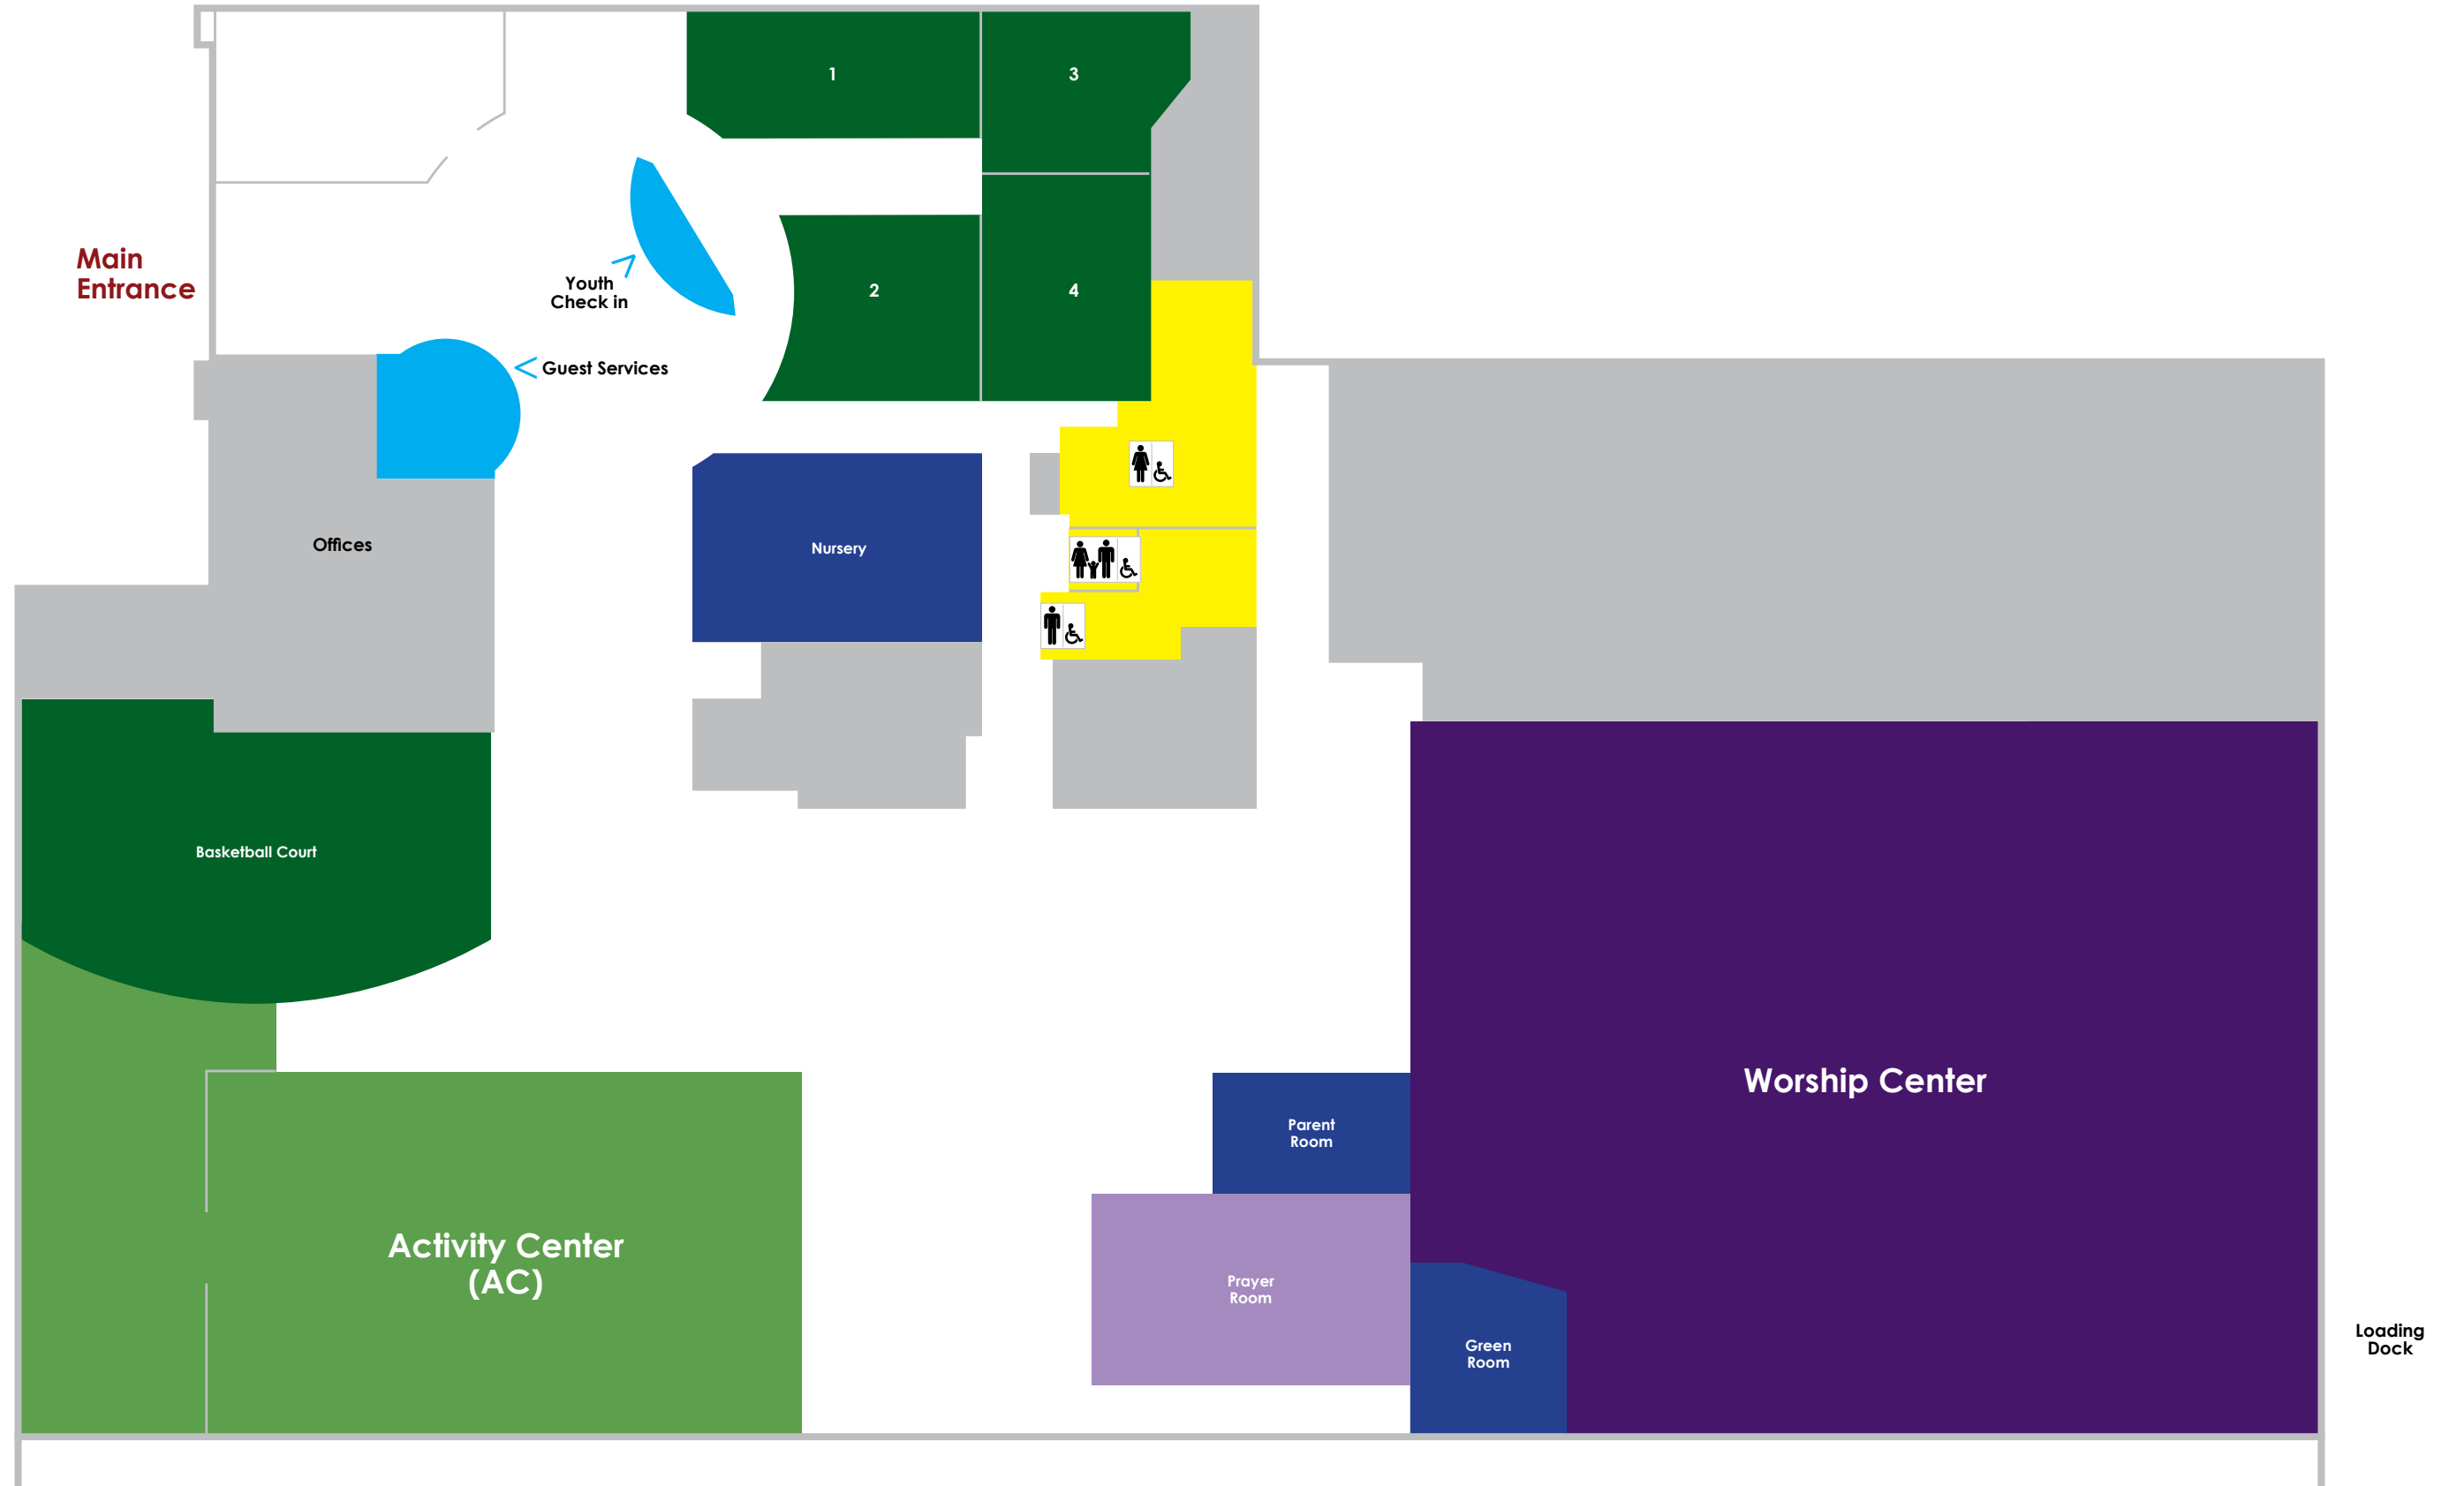 1
3
Main
Entrance
Youth
Check in
2
4
Guest Services
Offices
Nursery
Basketball Court
Worship Center
Parent
Room
Activity Center
(AC)
Prayer
Room
Green
Room
Loading
Dock